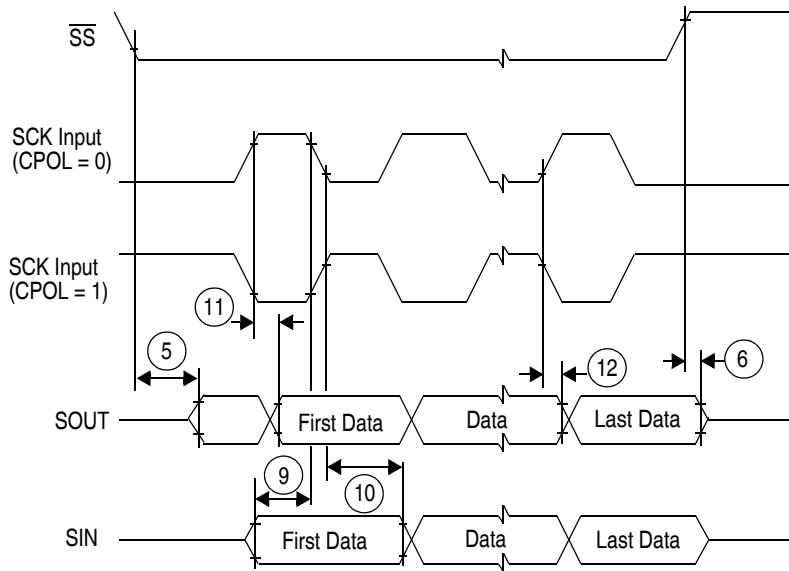 SS
SCK Input
(CPOL = 0)
SCK Input
(CPOL = 1)
11
5
12
6
SOUT
First Data
Data
Last Data
9
10
SIN
First Data
Data
Last Data